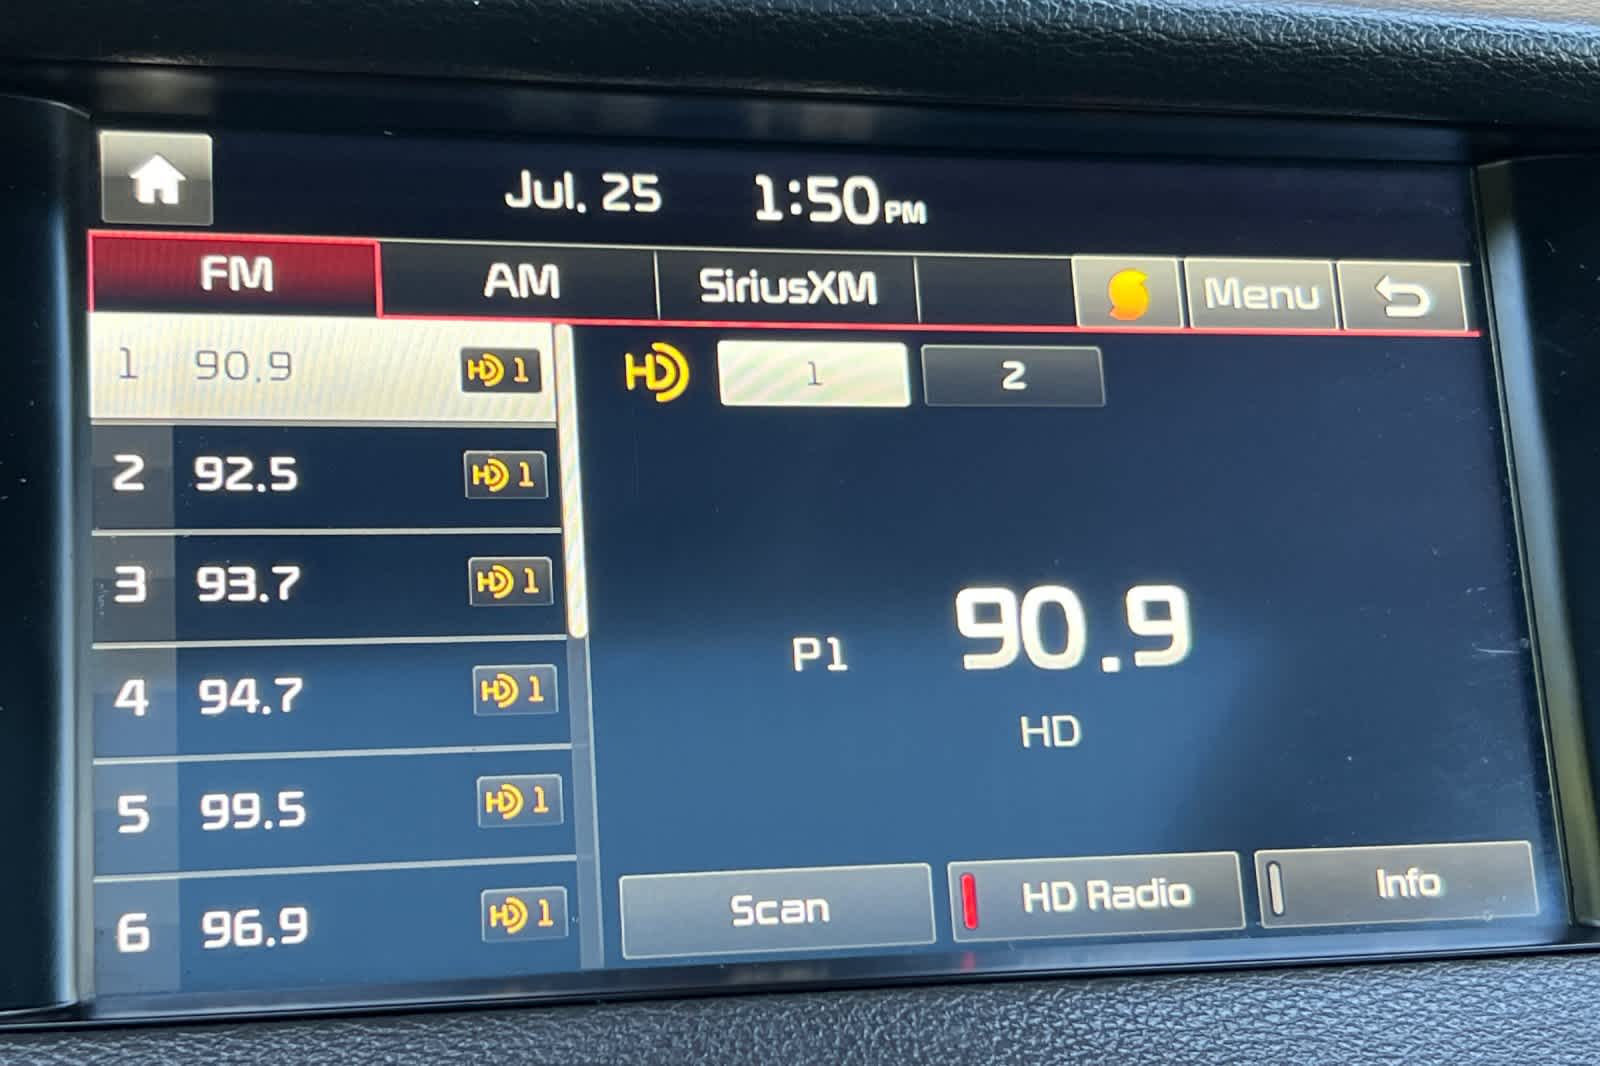 Jul. 25 1:50 PM
FM AM SiriusXM Menu
1 90.9 HD 1
2 92.5 HD 1
3 93.7 HD 1
4 94.7 HD 1
5 99.5 HD 1
6 96.9 HD 1
HD 1 2
P1 90.9
HD
Scan HD Radio Info